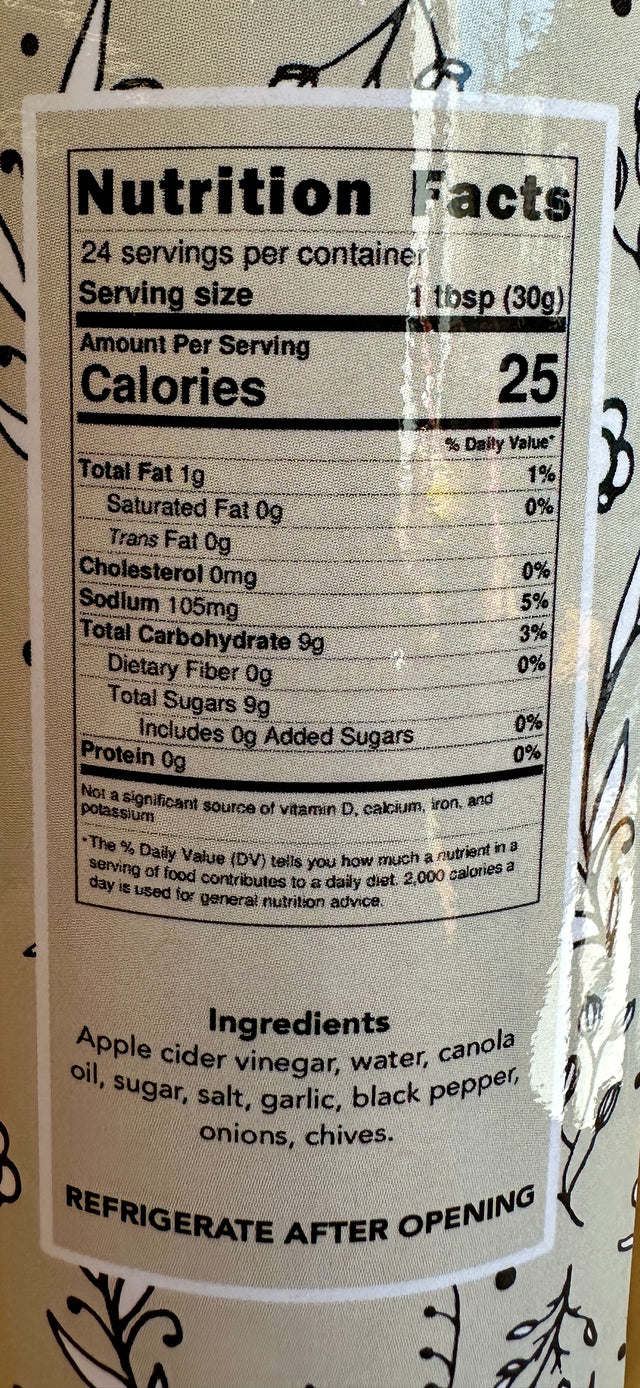 Nutrition Facts
24 servings per container
Serving size 1 tbsp (30g)
Amount Per Serving
Calories 25
% Daily Value*
Total Fat 1g 1%
Saturated Fat 0g 0%
Trans Fat 0g
Cholesterol 0mg 0%
Sodium 105mg 5%
Total Carbohydrate 9g 3%
Dietary Fiber 0g 0%
Total Sugars 9g
Includes 0g Added Sugars 0%
Protein 0g 0%
Not a significant source of vitamin D, calcium, iron, and
potassium
*The % Daily Value (DV) tells you how much a nutrient in a
serving of food contributes to a daily diet. 2,000 calories a
day is used for general nutrition advice.
Ingredients
Apple cider vinegar, water, canola
oil, sugar, salt, garlic, black pepper,
onions, chives.
REFRIGERATE AFTER OPENING